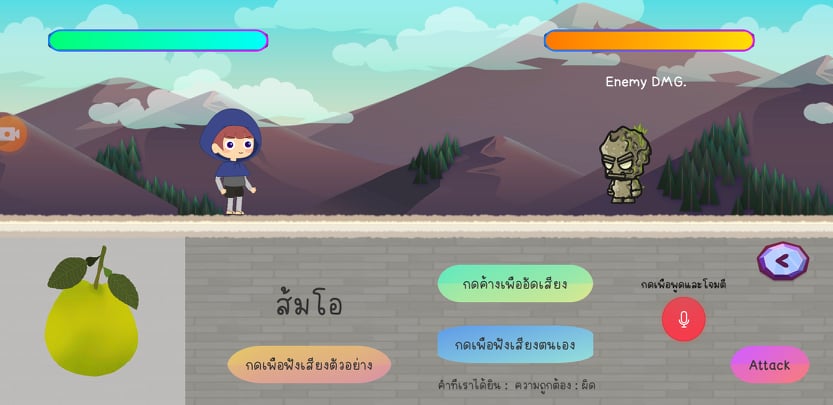 Enemy DMG.
กดค้างเพื่ออัดเสียง
กดเพื่อพูดและโจมตี
ส้มโอ
กดเพื่อฟังเสียงตนเอง
กดเพื่อฟังเสียงตัวอย่าง
Attack
คำที่เราได้ยิน : ความถูกต้อง : ผิด